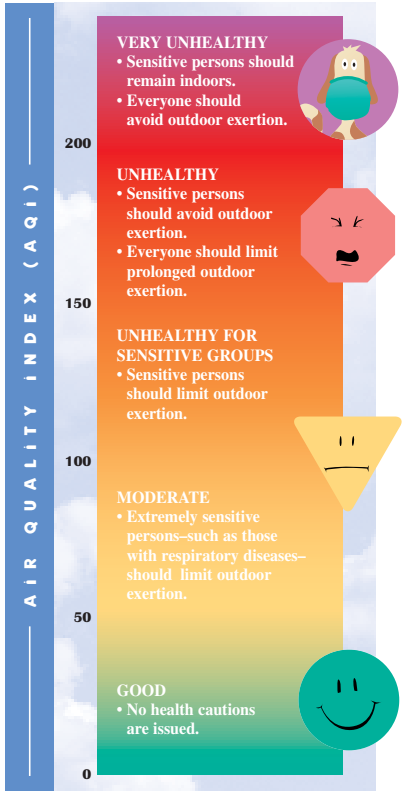 AiR QUALiTY iNDEX (AQi)
VERY UNHEALTHY
• Sensitive persons should
remain indoors.
• Everyone should
avoid outdoor exertion.
200
UNHEALTHY
• Sensitive persons
should avoid outdoor
exertion.
• Everyone should limit
prolonged outdoor
exertion.
150
UNHEALTHY FOR
SENSITIVE GROUPS
• Sensitive persons
should limit outdoor
exertion.
100
MODERATE
• Extremely sensitive
persons–such as those
with respiratory diseases–
should limit outdoor
exertion.
50
GOOD
• No health cautions
are issued.
0